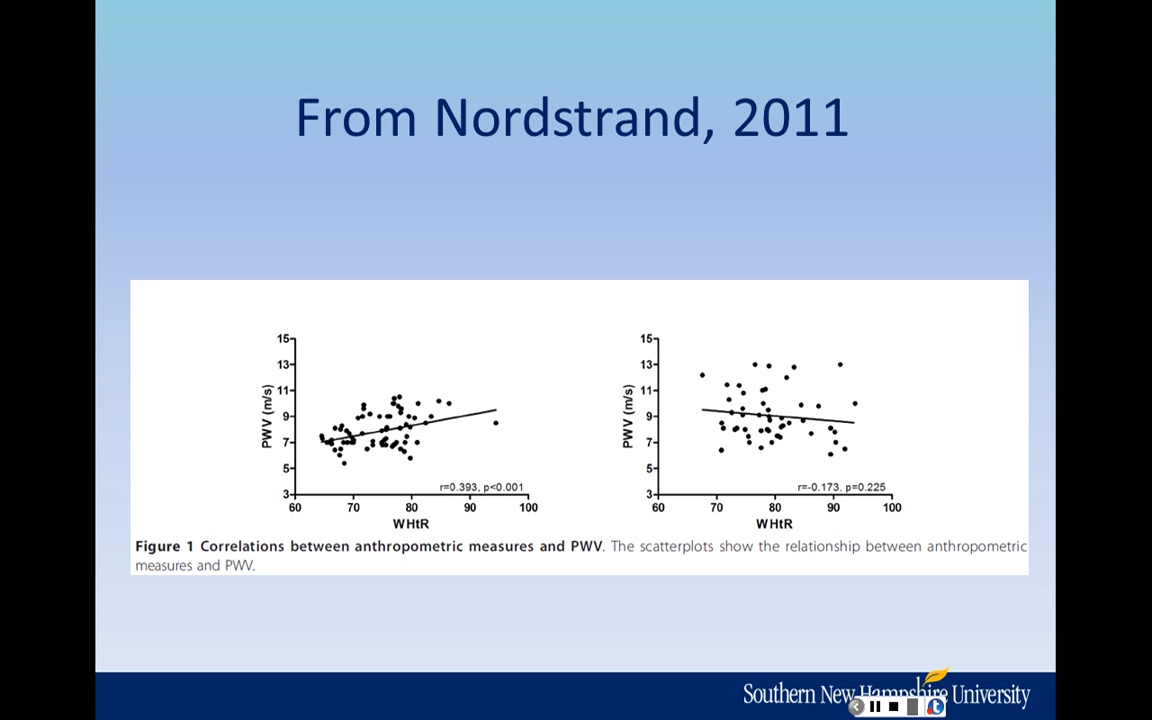 From Nordstrand, 2011
15
13
11
9
7
5
3
PWV (m/s)
r=0.393, p<0.001
60 70 80 90 100
WHtR
15
13
11
9
7
5
3
PWV (m/s)
r=-0.173, p=0.225
60 70 80 90 100
WHtR
Figure 1 Correlations between anthropometric measures and PWV. The scatterplots show the relationship between anthropometric
measures and PWV.
Southern New Hampshire University